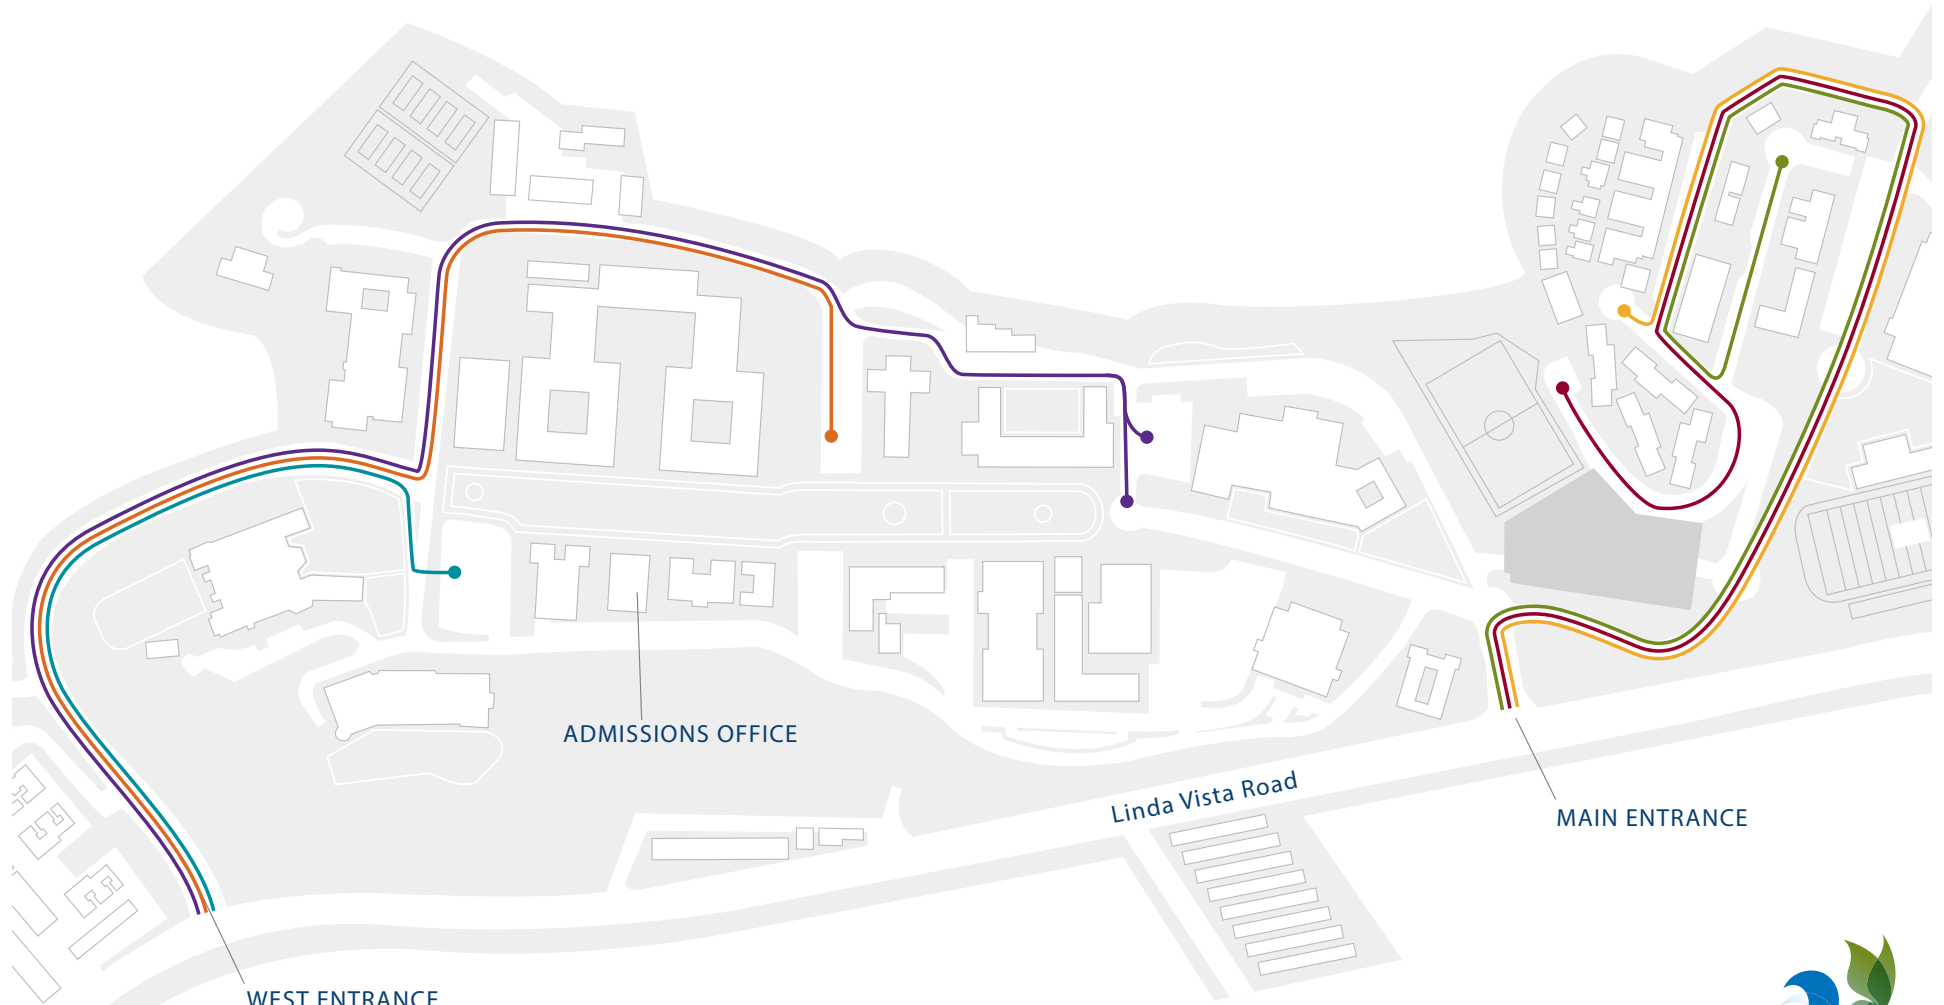 ADMISSIONS OFFICE
Linda Vista Road
MAIN ENTRANCE
WEST ENTRANCE